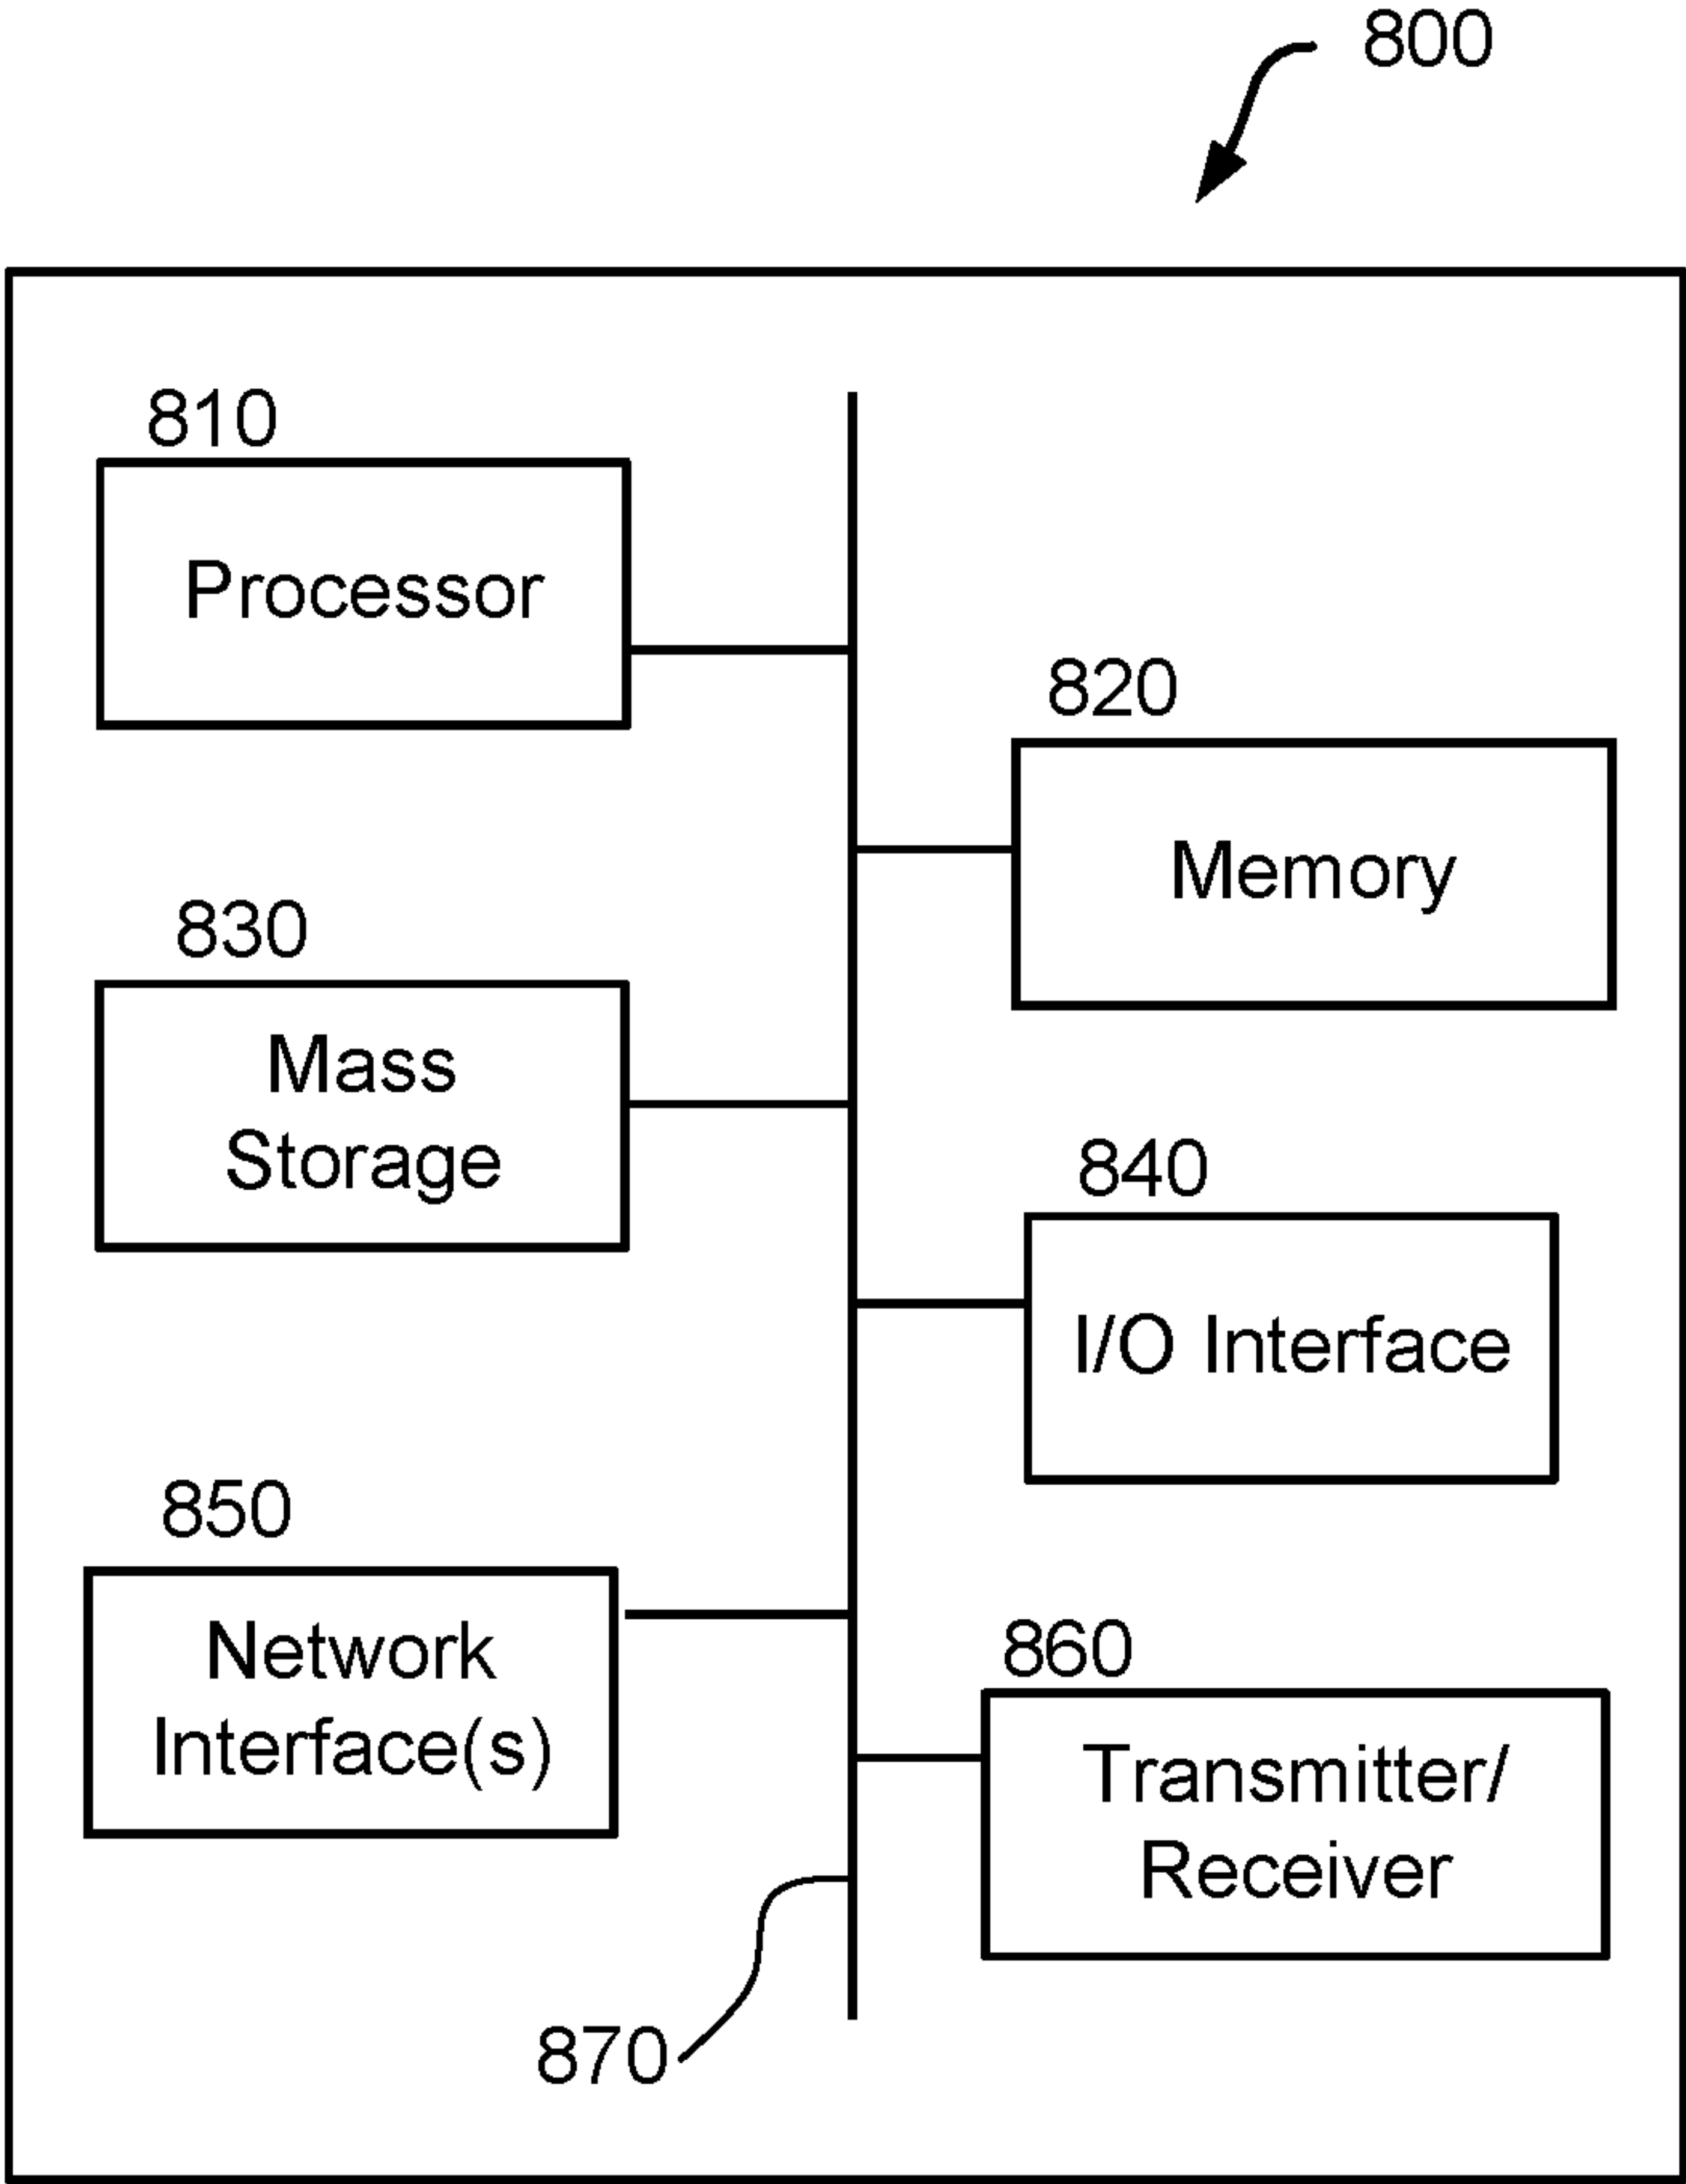 800
810
Processor
820
Memory
830
Mass
Storage
840
I/O Interface
850
Network
Interface(s)
860
Transmitter/
Receiver
870